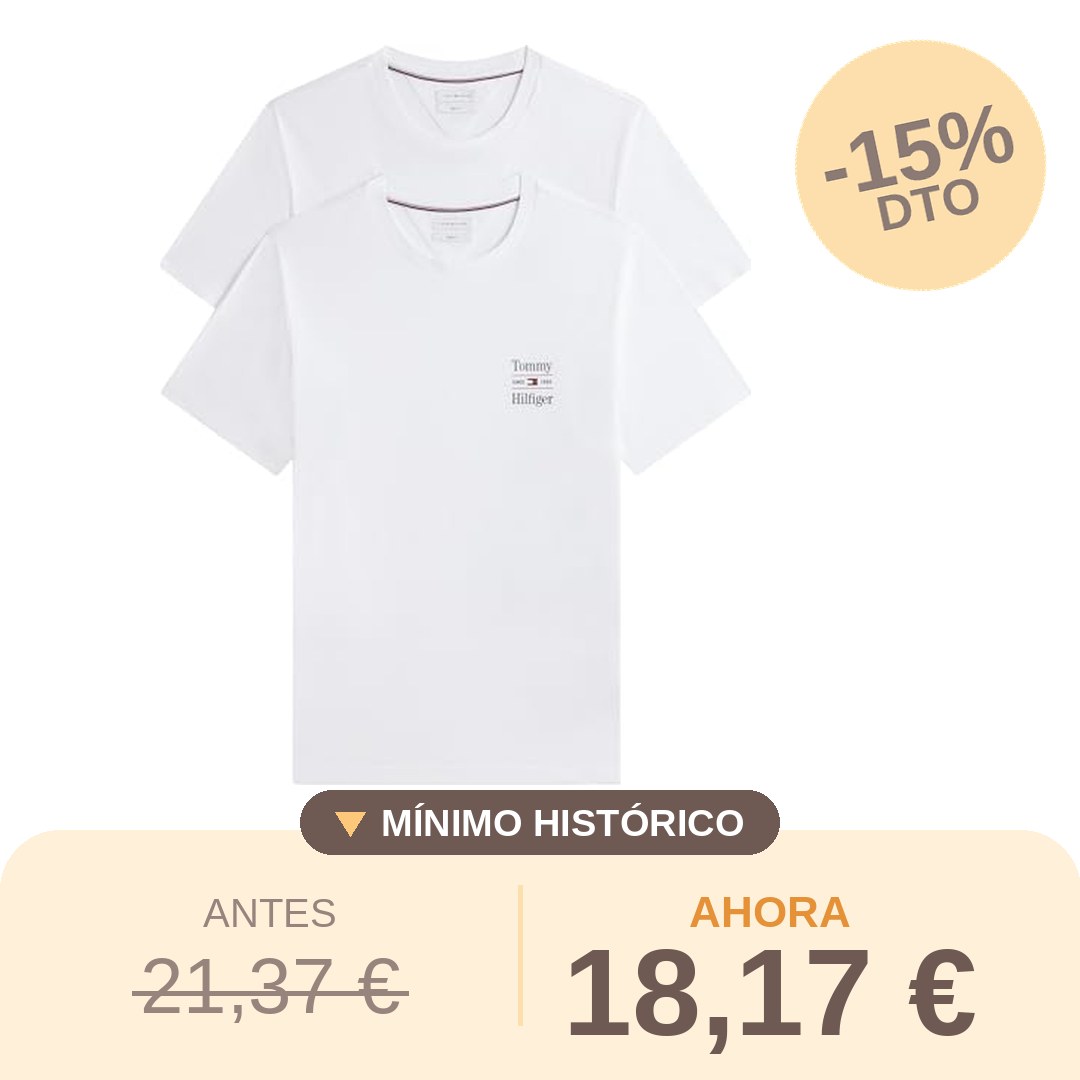 -15%
DTO
Tommy
Hilfiger
MÍNIMO HISTÓRICO
ANTES
AHORA
21,37 €
18,17 €